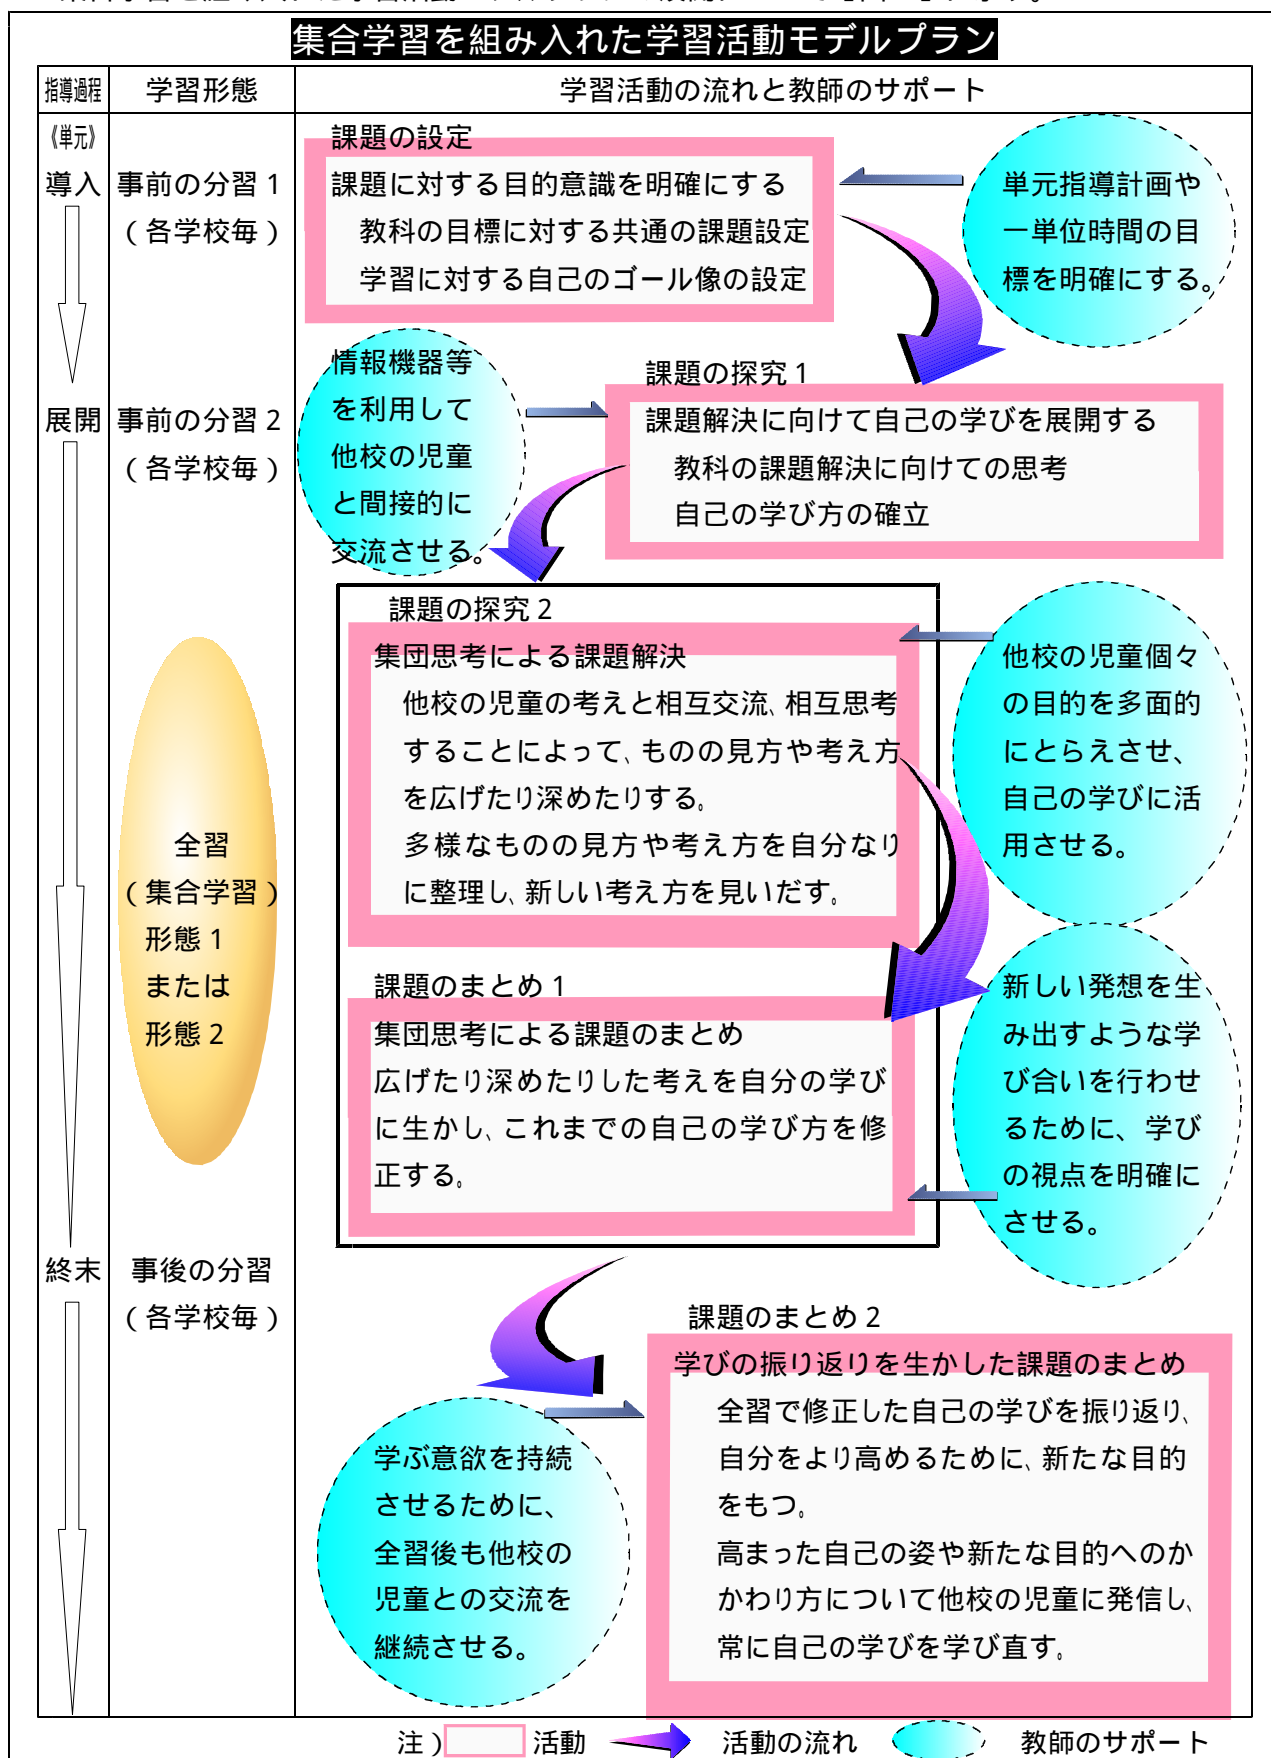 集合学習を組み入れた学習活動モデルプラン
指導過程
学習形態
学習活動の流れと教師のサポート
《単元》
導入
事前の分習1
(各学校毎)
課題の設定
課題に対する目的意識を明確にする
教科の目標に対する共通の課題設定
学習に対する自己のゴール像の設定
単元指導計画や
一単位時間の目
標を明確にする。
展開
事前の分習2
(各学校毎)
情報機器等
を利用して
他校の児童
と間接的に
交流させる。
課題の探究1
課題解決に向けて自己の学びを展開する
教科の課題解決に向けての思考
自己の学び方の確立
全習
(集合学習)
形態1
または
形態2
課題の探究2
集団思考による課題解決
他校の児童の考えと相互交流、相互思考
することによって、ものの見方や考え方
を広げたり深めたりする。
多様なものの見方や考え方を自分なり
に整理し、新しい考え方を見いだす。
他校の児童個々
の目的を多面的
にとらえさせ、
自己の学びに活
用させる。
課題のまとめ1
集団思考による課題のまとめ
広げたり深めたりした考えを自分の学び
に生かし、これまでの自己の学び方を修
正する。
新しい発想を生
み出すような学
び合いを行わせ
るために、学び
の視点を明確に
させる。
終末
事後の分習
(各学校毎)
課題のまとめ2
学びの振り返りを生かした課題のまとめ
全習で修正した自己の学びを振り返り、
自分をより高めるために、新たな目的
をもつ。
高まった自己の姿や新たな目的へのか
かわり方について他校の児童に発信し、
常に自己の学びを学び直す。
学ぶ意欲を持続
させるために、
全習後も他校の
児童との交流を
継続させる。
注) 活動 活動の流れ 教師のサポート